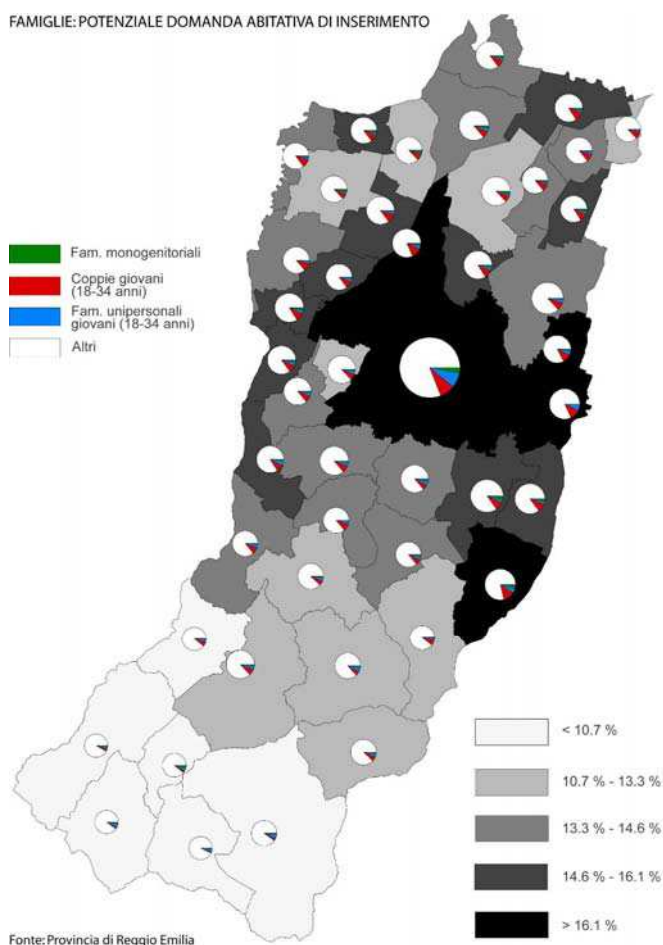 FAMIGLIE: POTENZIALE DOMANDA ABITATIVA DI INSERIMENTO
Fam. monogenitoriali
Coppie giovani
(18-34 anni)
Fam. unipersonali
giovani (18-34 anni)
Altri
< 10.7 %
10.7 % - 13.3 %
13.3 % - 14.6 %
14.6 % - 16.1 %
> 16.1 %
Fonte: Provincia di Reggio Emilia